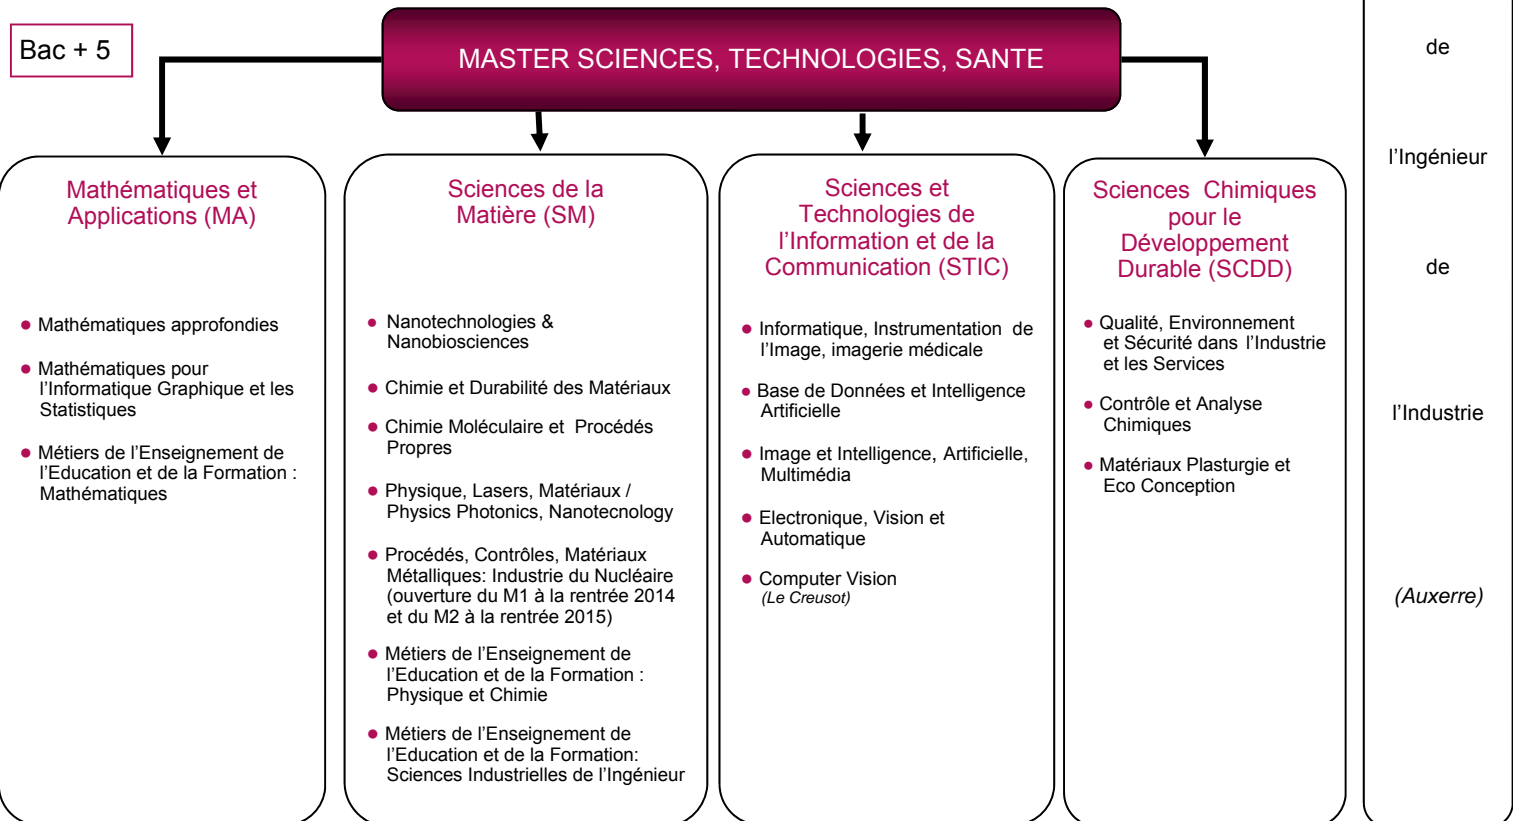 Bac + 5
MASTER SCIENCES, TECHNOLOGIES, SANTE
Mathématiques et
Applications (MA)
● Mathématiques approfondies
● Mathématiques pour
l’Informatique Graphique et les
Statistiques
● Métiers de l’Enseignement de
l’Education et de la Formation :
Mathématiques
Sciences de la
Matière (SM)
● Nanotechnologies &
Nanobiosciences
● Chimie et Durabilité des Matériaux
● Chimie Moléculaire et Procédés
Propres
● Physique, Lasers, Matériaux /
Physics Photonics, Nanotecnology
● Procédés, Contrôles, Matériaux
Métalliques: Industrie du Nucléaire
(ouverture du M1 à la rentrée 2014
et du M2 à la rentrée 2015)
● Métiers de l’Enseignement de
l’Education et de la Formation :
Physique et Chimie
● Métiers de l’Enseignement de
l’Education et de la Formation:
Sciences Industrielles de l’Ingénieur
Sciences et
Technologies de
l’Information et de la
Communication (STIC)
● Informatique, Instrumentation de
l’Image, imagerie médicale
● Base de Données et Intelligence
Artificielle
● Image et Intelligence, Artificielle,
Multimédia
● Electronique, Vision et
Automatique
● Computer Vision
(Le Creusot)
Sciences Chimiques
pour le
Développement
Durable (SCDD)
● Qualité, Environnement
et Sécurité dans l’Industrie
et les Services
● Contrôle et Analyse
Chimiques
● Matériaux Plasturgie et
Eco Conception
de
l’Ingénieur
de
l’Industrie
(Auxerre)